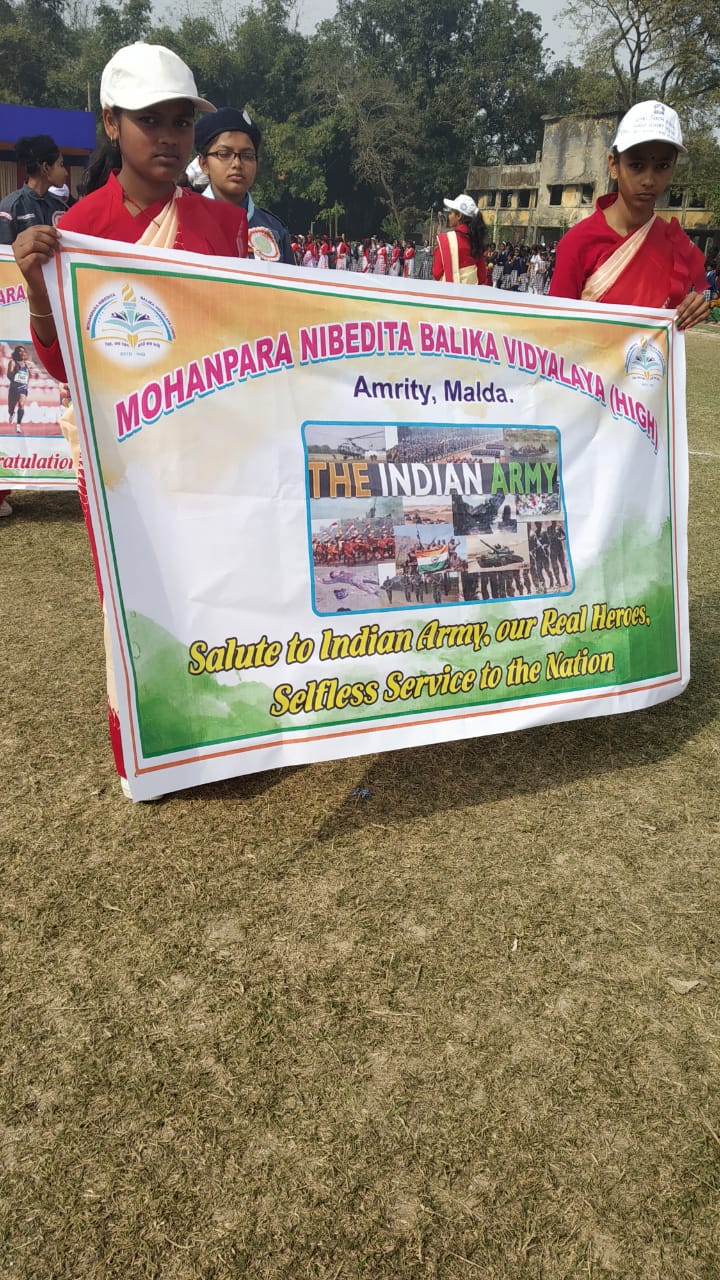 MOHANPARA NIBEDITA BALIKA VIDYALAYA (HIGH)
Amrity, Malda.
THE INDIAN ARMY
Salute to Indian Army, our Real Heroes,
Selfless Service to the Nation